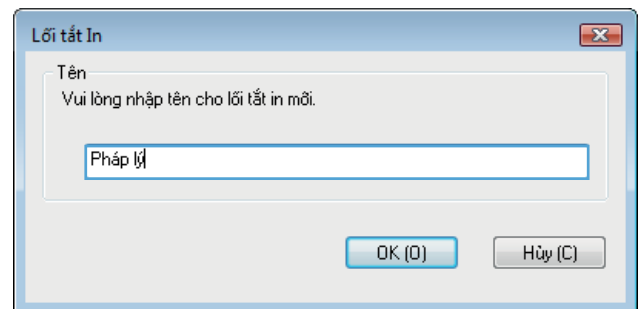 Lối tắt In
Tên
Vui lòng nhập tên cho lối tắt in mới.
Pháp lý
OK (O)
Hủy (C)